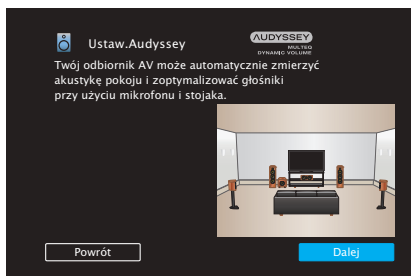 Ustaw.Audyssey
AUDYSSEY
MULTEQ
DYNAMIC VOLUME
Twój odbiornik AV może automatycznie zmierzyć
akustykę pokoju i zoptymalizować głośniki
przy użyciu mikrofonu i stojaka.
Powrót
Dalej